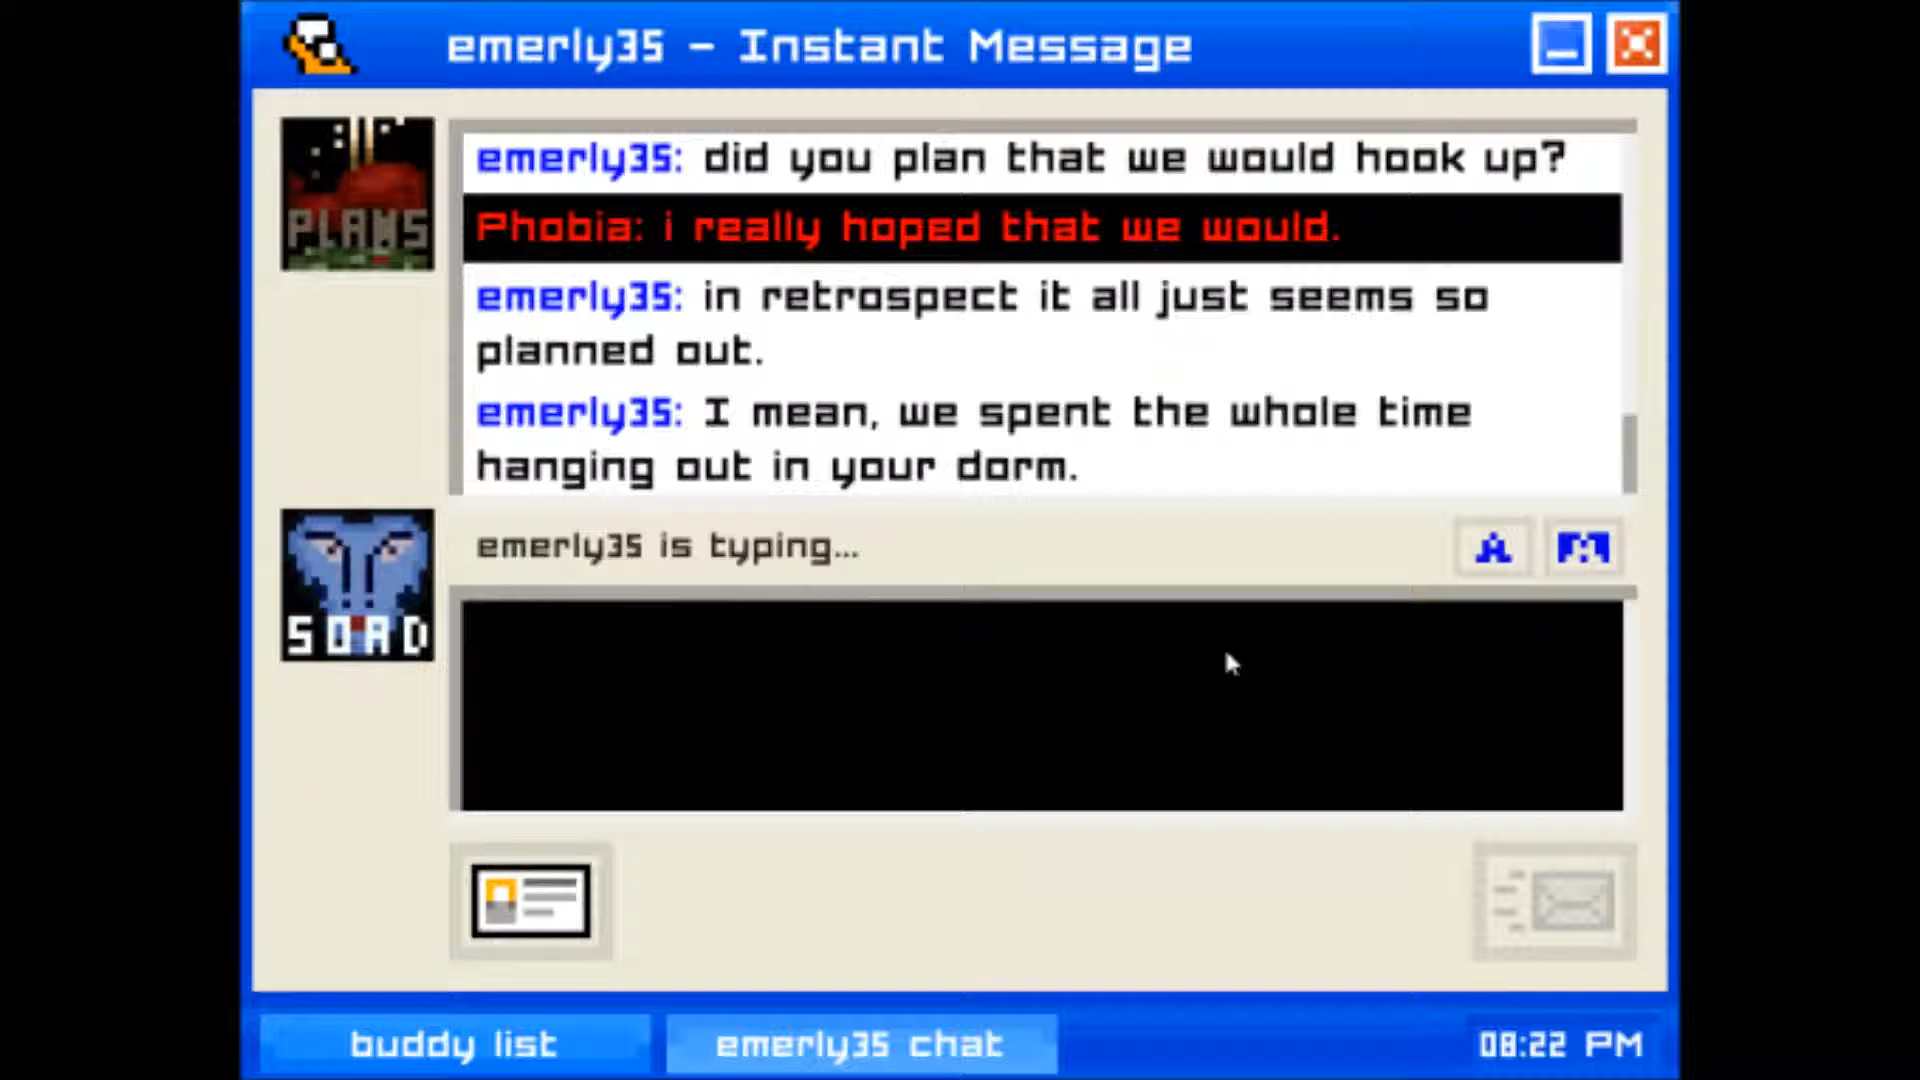 emerly35 - Instant Message
PLANS
emerly35: did you plan that we would hook up?
Phobia: i really hoped that we would.
emerly35: in retrospect it all just seems so
planned out.
emerly35: I mean, we spent the whole time
hanging out in your dorm.
SOAD
emerly35 is typing...
A
buddy list
emerly35 chat
08:22 PM